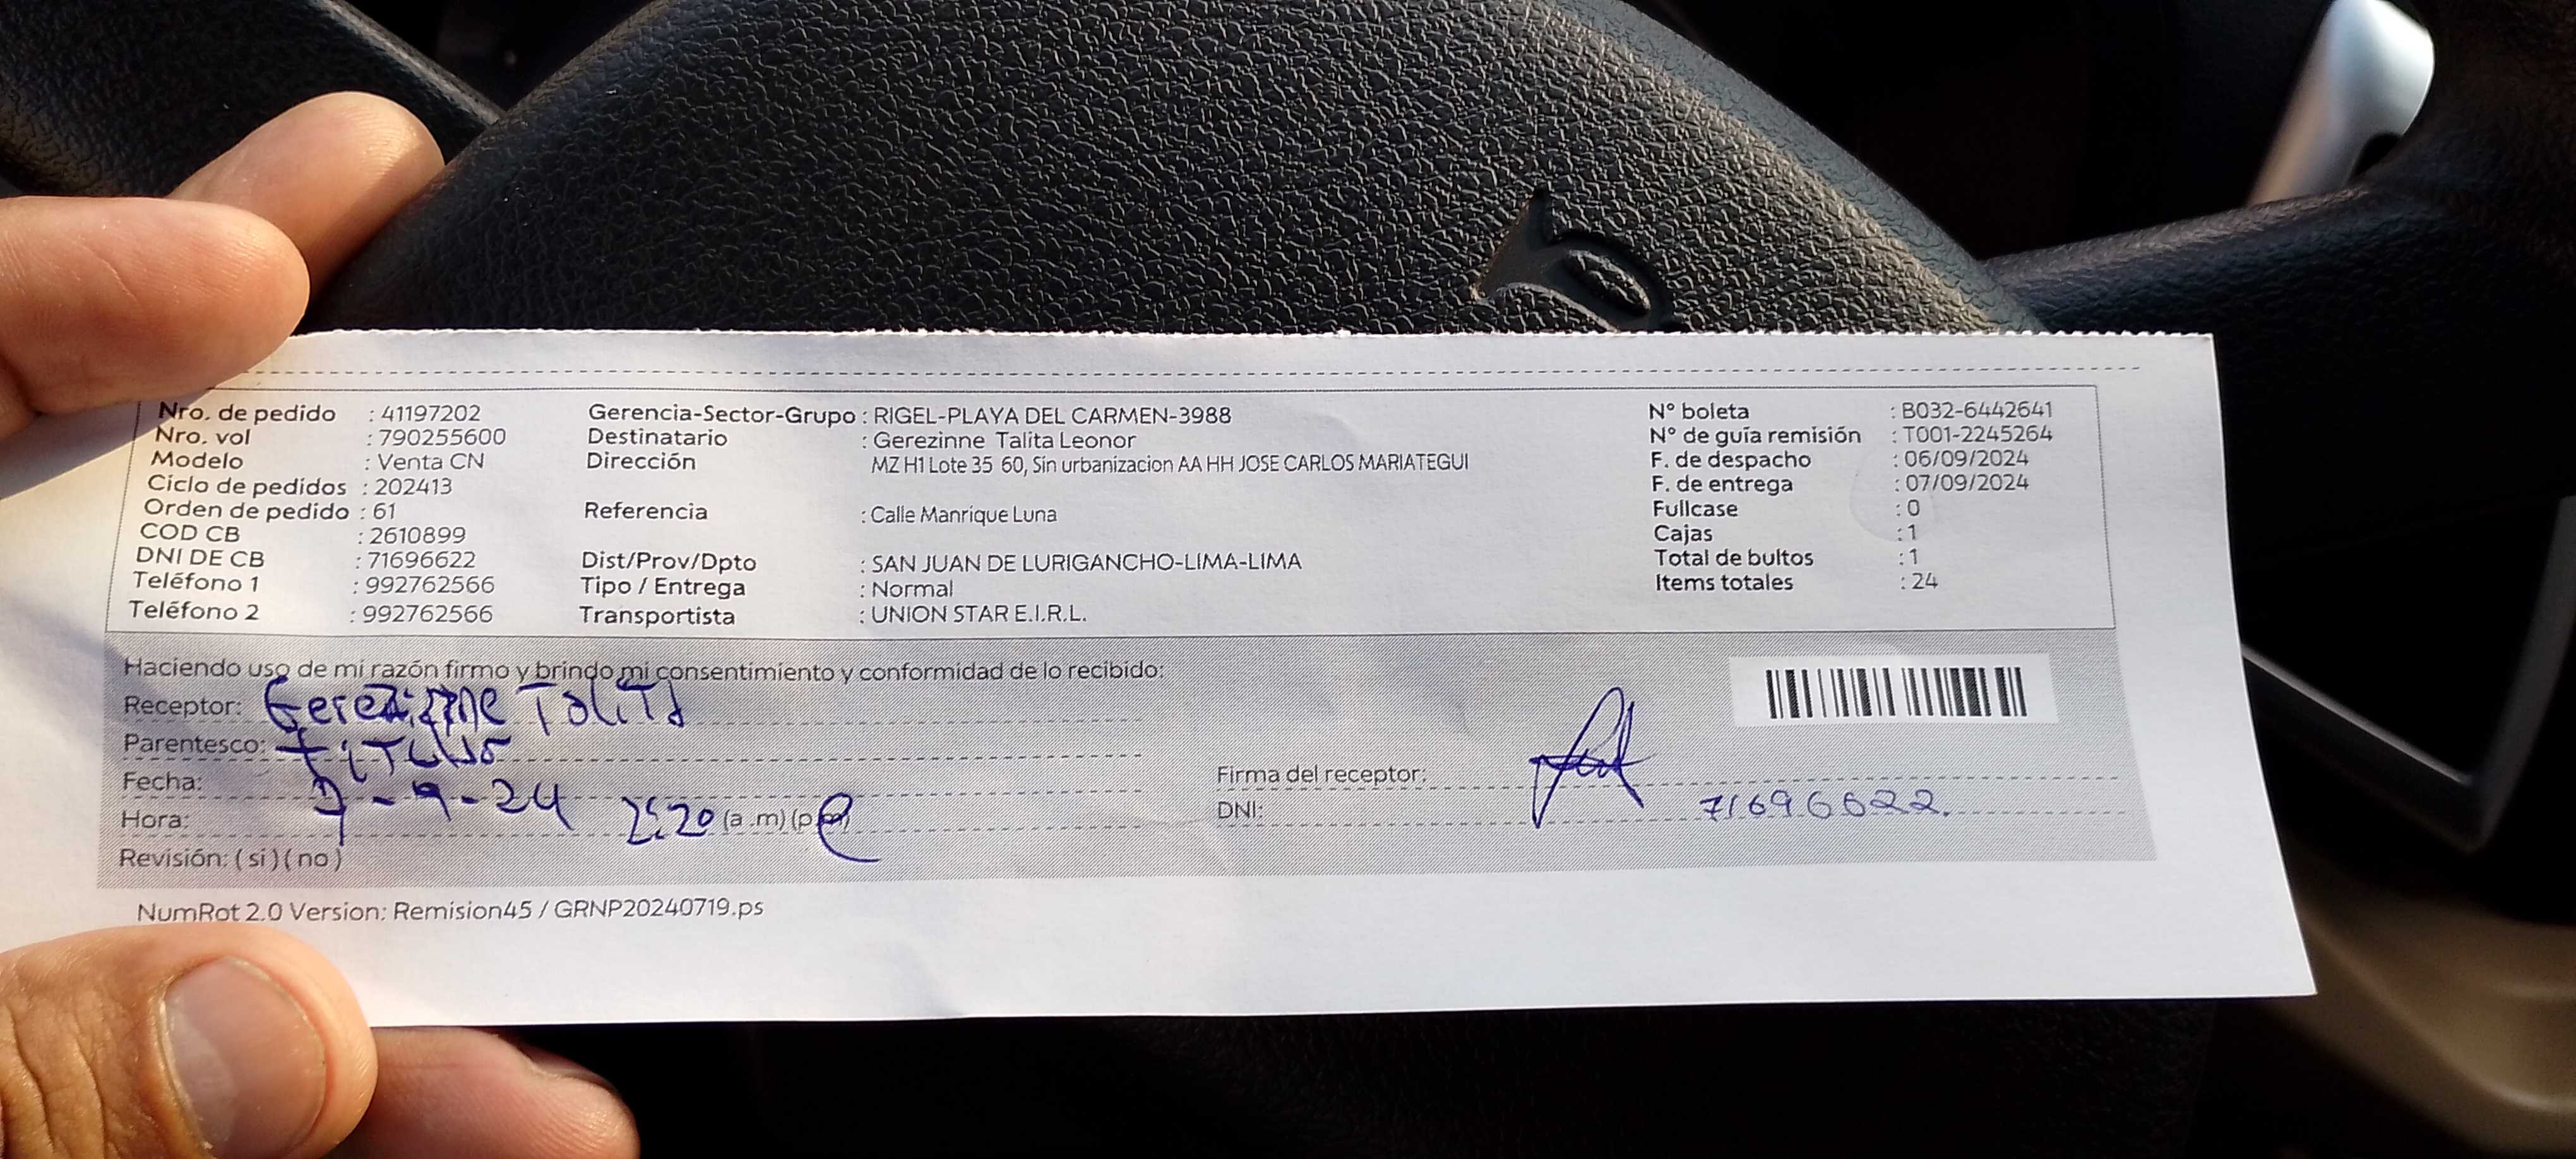 Nro. de pedido : 41197202 Gerencia-Sector-Grupo : RIGEL-PLAYA DEL CARMEN-3988 N° boleta : B032-6442641
Nro. vol : 790255600 Destinatario : Gerezinne Talita Leonor N° de guía remisión : T001-2245264
Modelo : Venta CN Dirección MZ H1 Lote 35 60, Sin urbanizacion AA HH JOSE CARLOS MARIATEGUI F. de despacho : 06/09/2024
Ciclo de pedidos : 202413 F. de entrega : 07/09/2024
Orden de pedido : 61 Referencia : Calle Manrique Luna Fullcase : 0
COD CB : 2610899 Cajas : 1
DNI DE CB : 71696622 Dist/Prov/Dpto : SAN JUAN DE LURIGANCHO-LIMA-LIMA Total de bultos : 1
Teléfono 1 : 992762566 Tipo / Entrega : Normal Items totales : 24
Teléfono 2 : 992762566 Transportista : UNION STAR E.I.R.L.
Haciendo uso de mi razón firmo y brindo mi consentimiento y conformidad de lo recibido:
Receptor: Gerezinne Talita
Parentesco: titular
Fecha: 7-9-24 Firma del receptor:
Hora: 2:20 (a .m) (p.m) DNI: 71696622.
Revisión: ( si ) ( no )
NumRot 2.0 Version: Remision45 / GRNP20240719.ps